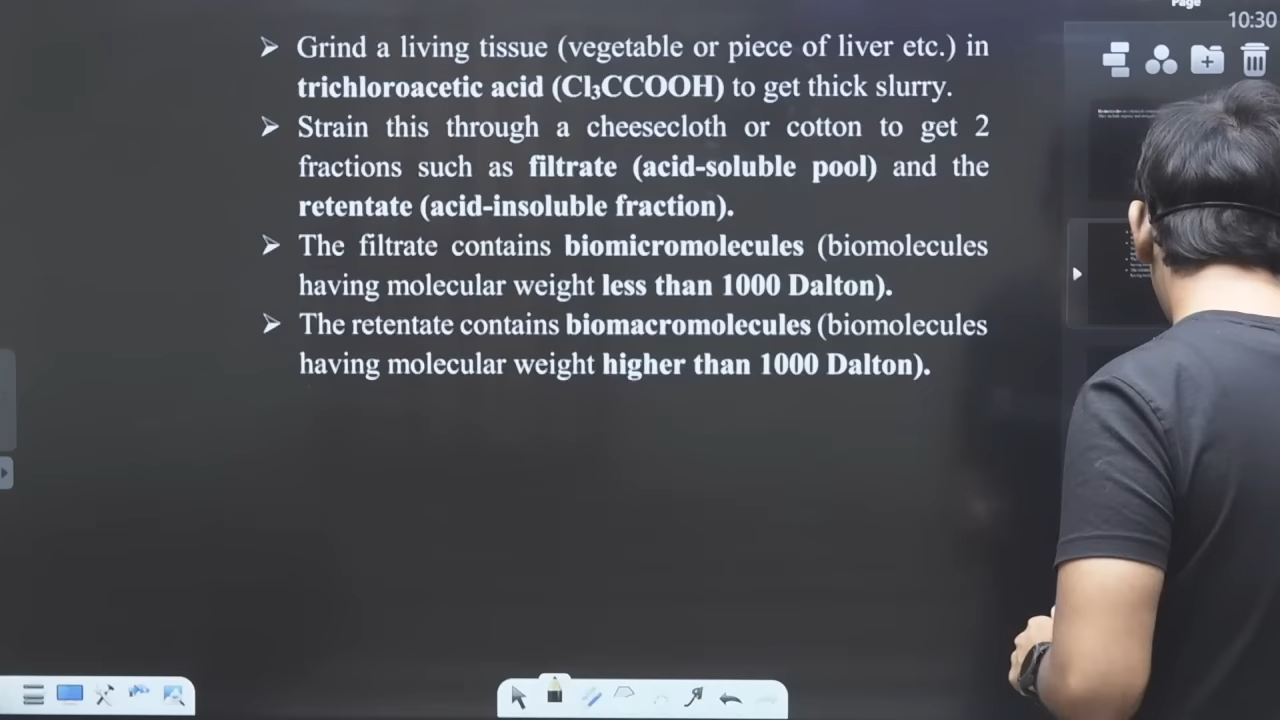 Page
10:30
➤ Grind a living tissue (vegetable or piece of liver etc.) in
trichloroacetic acid (Cl₃CCOOH) to get thick slurry.
➤ Strain this through a cheesecloth or cotton to get 2
fractions such as filtrate (acid-soluble pool) and the
retentate (acid-insoluble fraction).
➤ The filtrate contains biomicromolecules (biomolecules
having molecular weight less than 1000 Dalton).
➤ The retentate contains biomacromolecules (biomolecules
having molecular weight higher than 1000 Dalton).